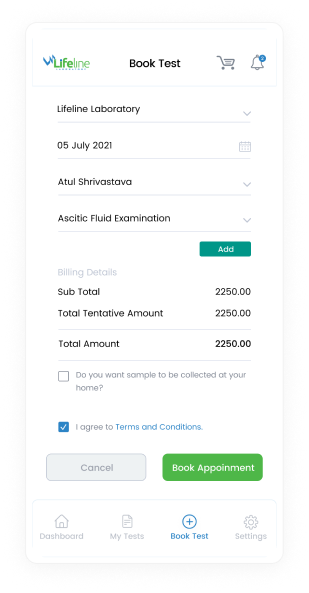 Lifeline
LABORATORY
Book Test
Lifeline Laboratory
05 July 2021
Atul Shrivastava
Ascitic Fluid Examination
Add
Billing Details
Sub Total 2250.00
Total Tentative Amount 2250.00
Total Amount 2250.00
Do you want sample to be collected at your
home?
I agree to Terms and Conditions.
Cancel Book Appoinment
Dashboard My Tests Book Test Settings